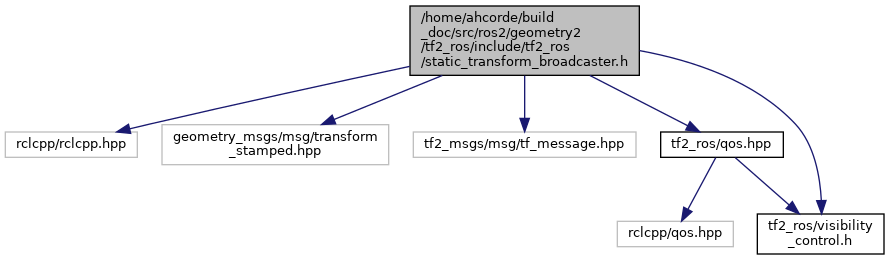 /home/ahcorde/build
_doc/src/ros2/geometry2
/tf2_ros/include/tf2_ros
/static_transform_broadcaster.h
rclcpp/rclcpp.hpp
geometry_msgs/msg/transform
_stamped.hpp
tf2_msgs/msg/tf_message.hpp
tf2_ros/qos.hpp
rclcpp/qos.hpp
tf2_ros/visibility
_control.h